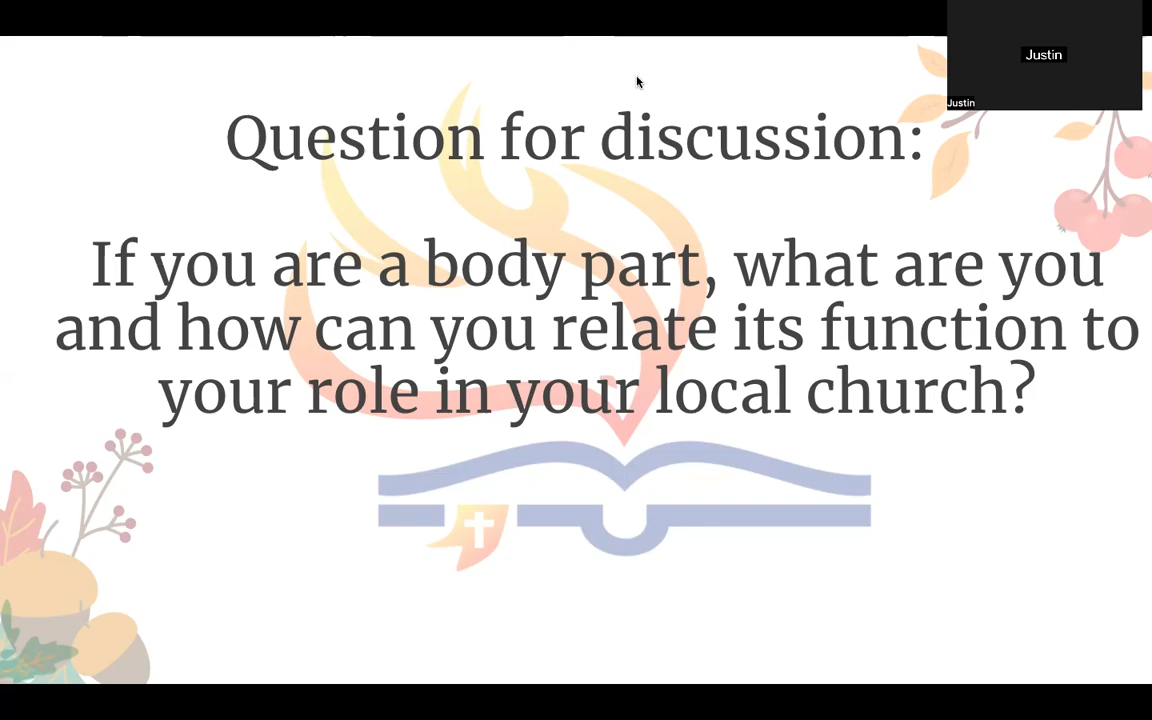 Justin
Justin
Question for discussion:
If you are a body part, what are you
and how can you relate its function to
your role in your local church?